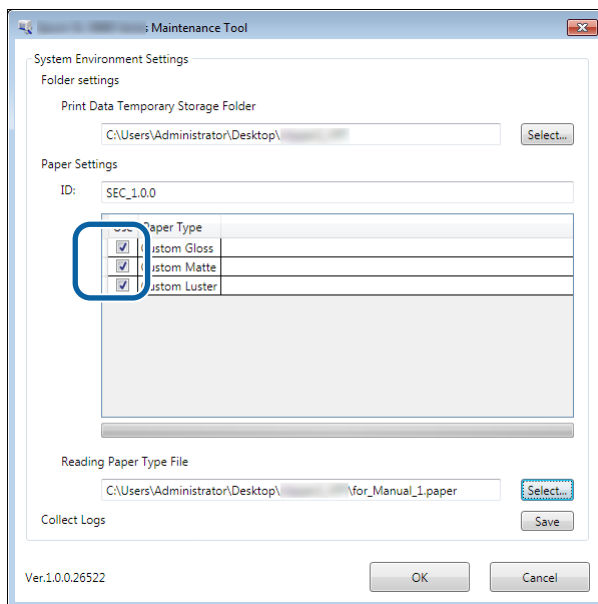 Maintenance Tool
System Environment Settings
Folder settings
Print Data Temporary Storage Folder
C:\Users\Administrator\Desktop\
Select...
Paper Settings
ID: SEC_1.0.0
Paper Type
Custom Gloss
Custom Matte
Custom Luster
Reading Paper Type File
C:\Users\Administrator\Desktop\ \for_Manual_1.paper
Select...
Collect Logs
Save
Ver.1.0.0.26522
OK
Cancel